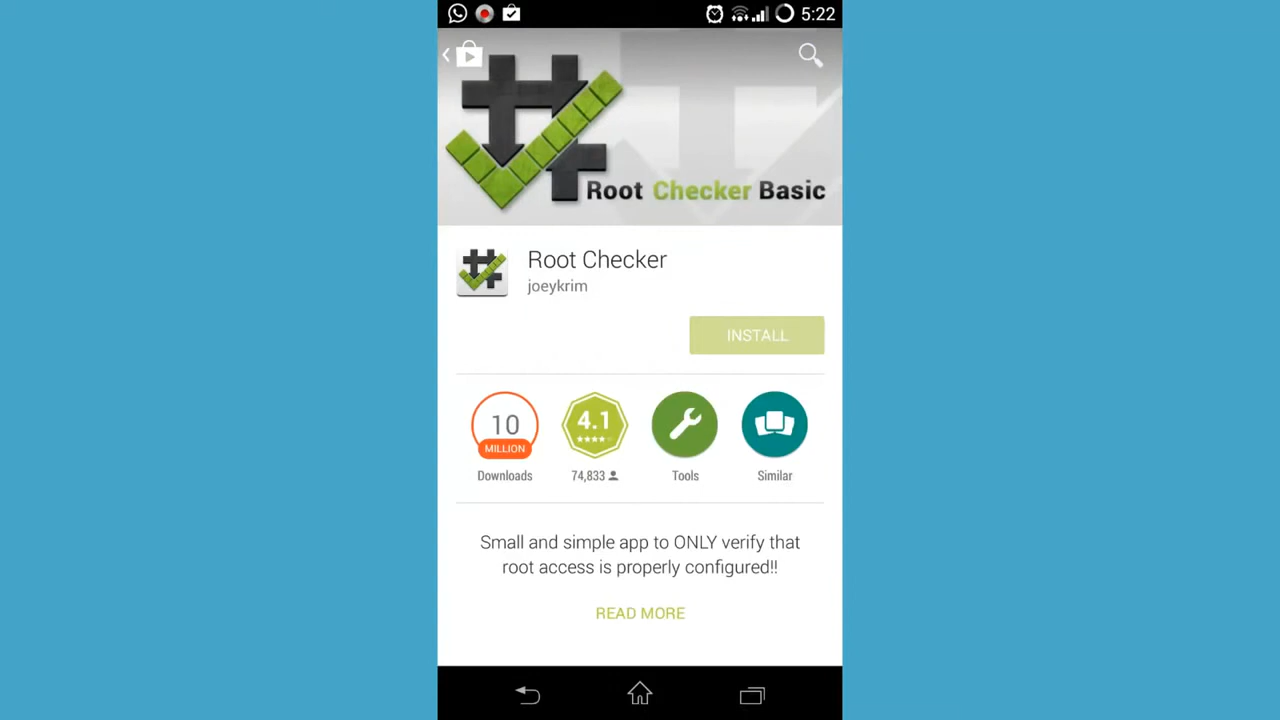 5:22
Root Checker Basic
Root Checker
joeykrim
INSTALL
10
MILLION
4.1
Downloads
74,833
Tools
Similar
Small and simple app to ONLY verify that
root access is properly configured!!
READ MORE